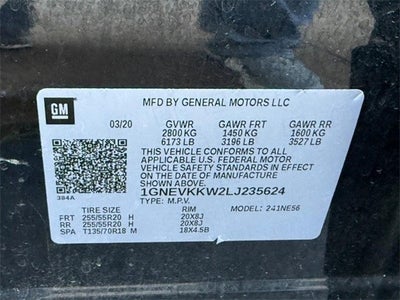 GM
MFD BY GENERAL MOTORS LLC
03/20 GVWR GAWR FRT GAWR RR
2800 KG 1450 KG 1600 KG
6173 LB 3196 LB 3527 LB
THIS VEHICLE CONFORMS TO ALL
APPLICABLE U.S. FEDERAL MOTOR
VEHICLE SAFETY STANDARDS IN EFFECT
ON THE DATE OF MANUFACTURE SHOWN ABOVE.
384A
1GNEVKKW2LJ235624
TYPE: M.P.V. MODEL: 241NE56
TIRE SIZE RIM
FRT 255/55R20 H 20X8J
RR 255/55R20 H 20X8J
SPA T135/70R18 M 18X4.5B